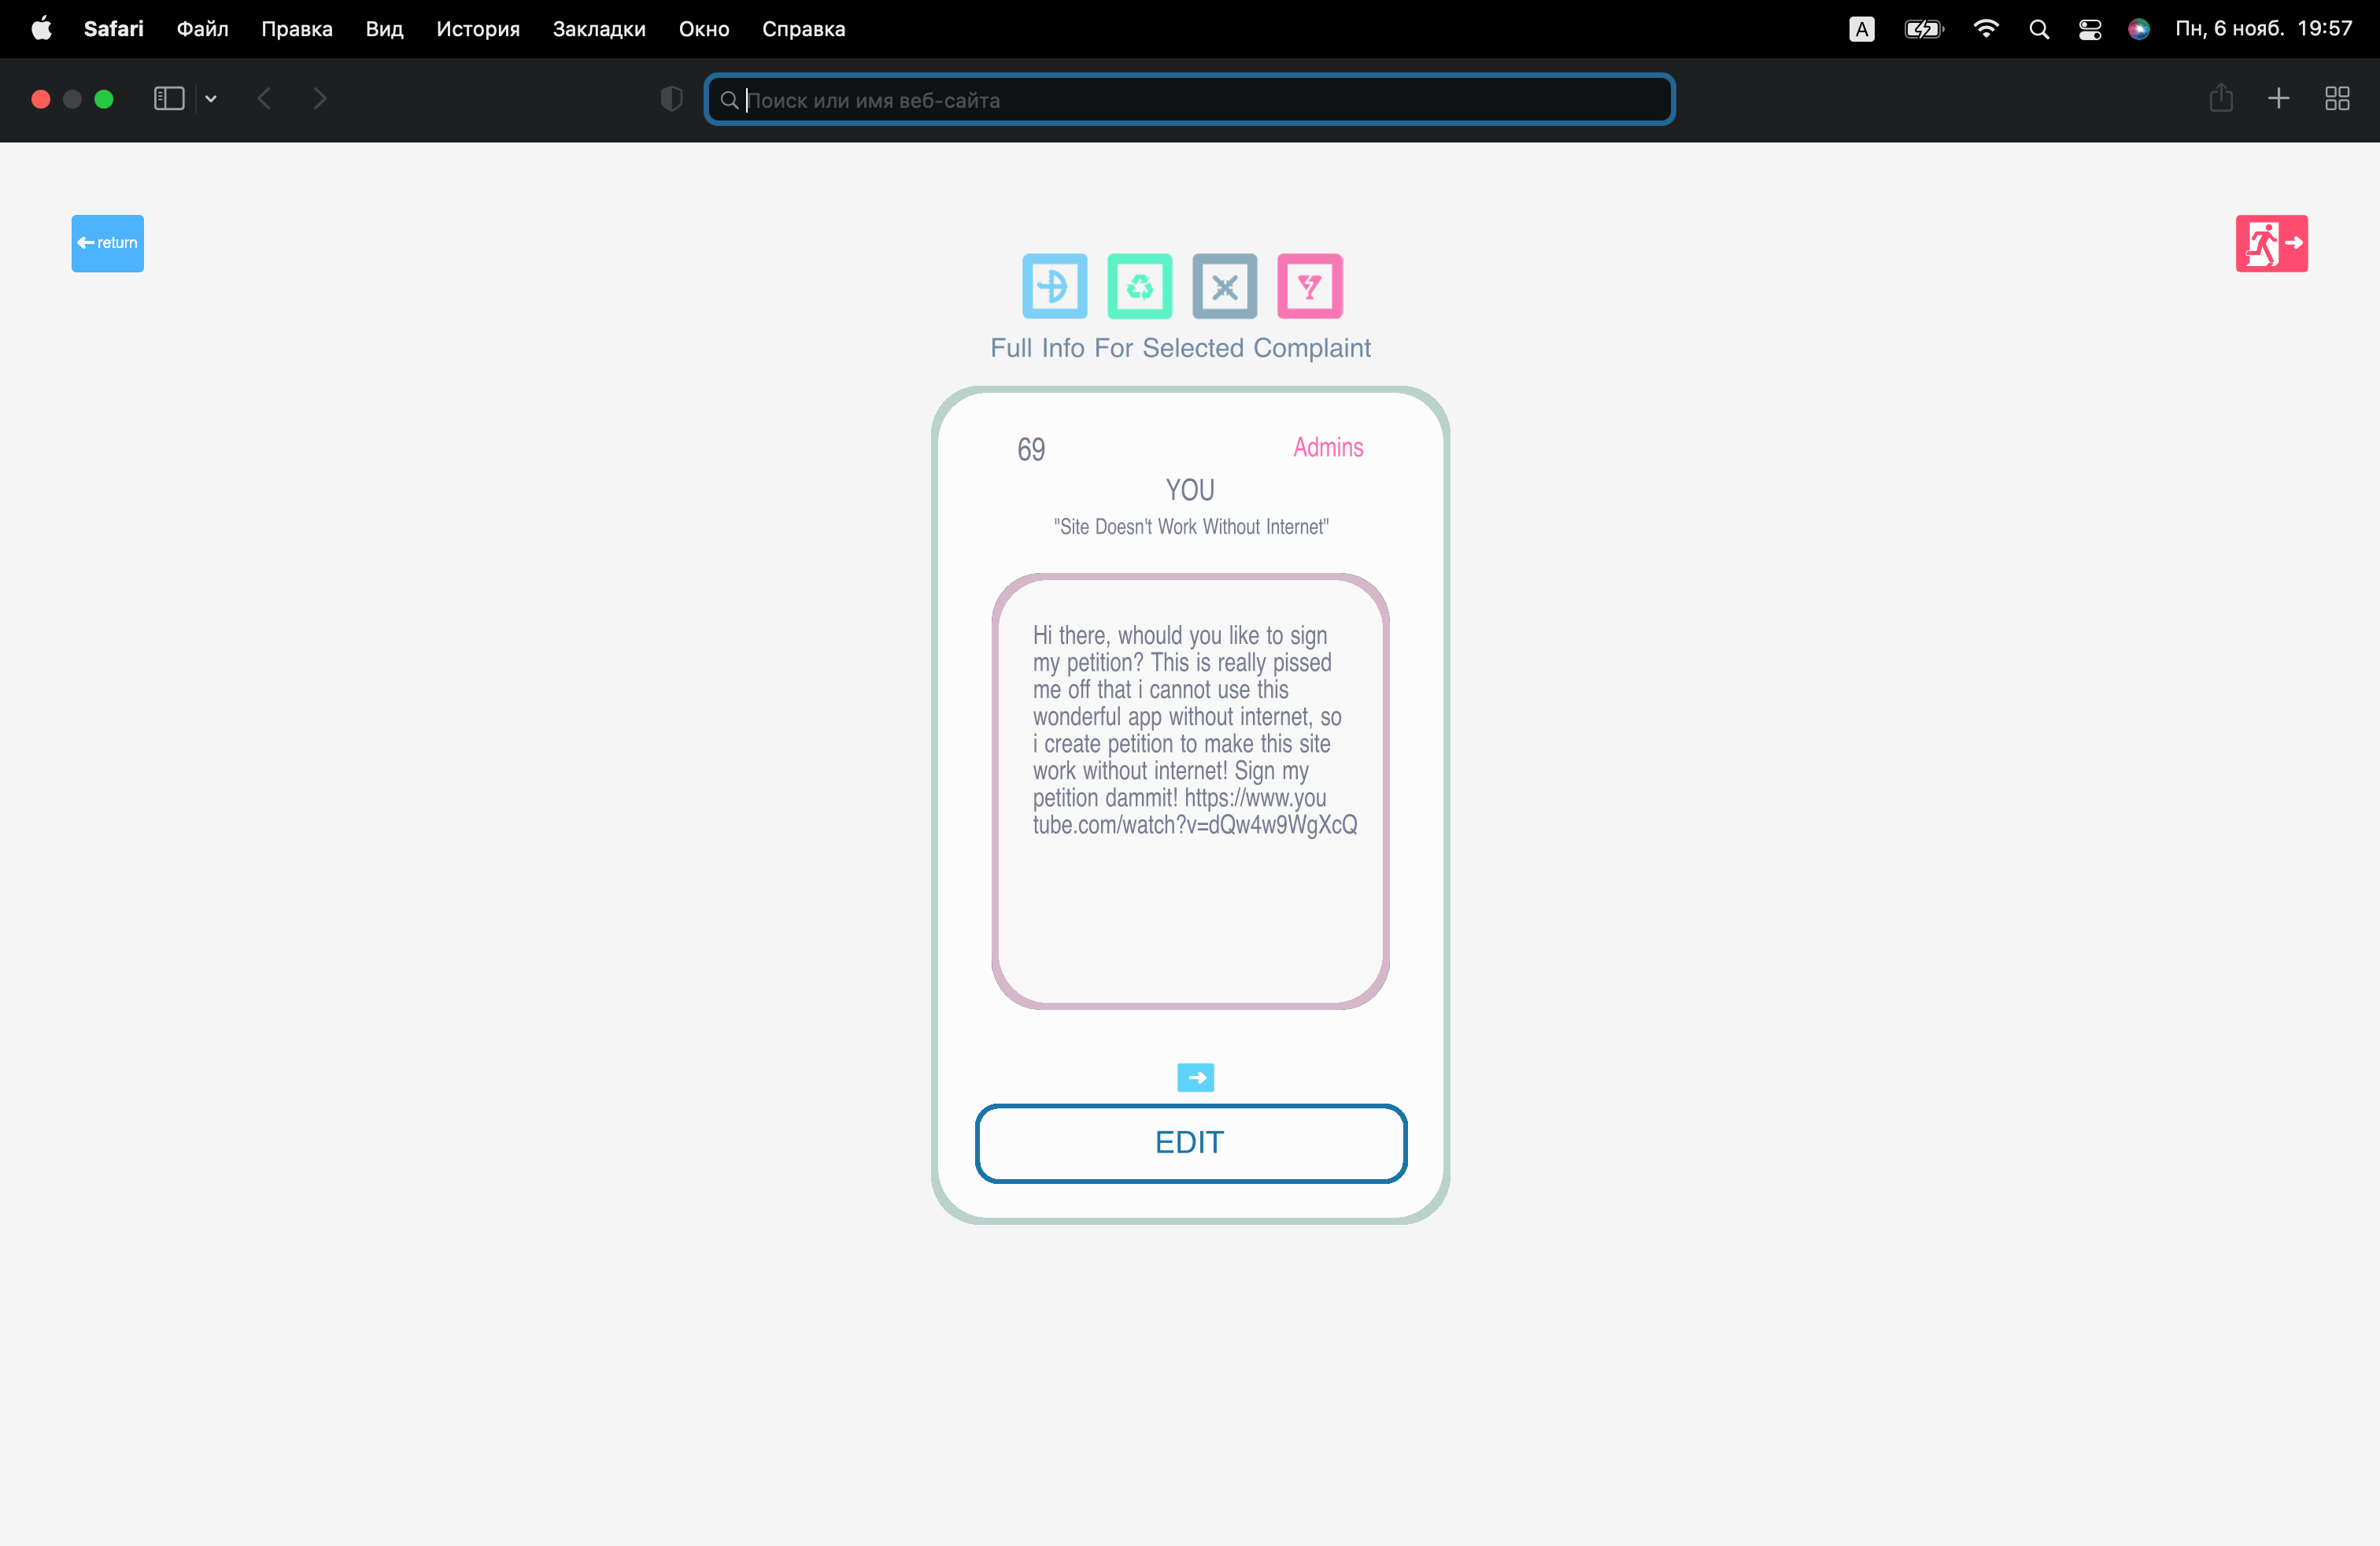 Safari Файл Правка Вид История Закладки Окно Справка A Пн, 6 нояб. 19:57
Поиск или имя веб-сайта
return
Full Info For Selected Complaint
69 Admins
YOU
"Site Doesn't Work Without Internet"
Hi there, whould you like to sign
my petition? This is really pissed
me off that i cannot use this
wonderful app without internet, so
i create petition to make this site
work without internet! Sign my
petition dammit! https://www.you
tube.com/watch?v=dQw4w9WgXcQ
EDIT